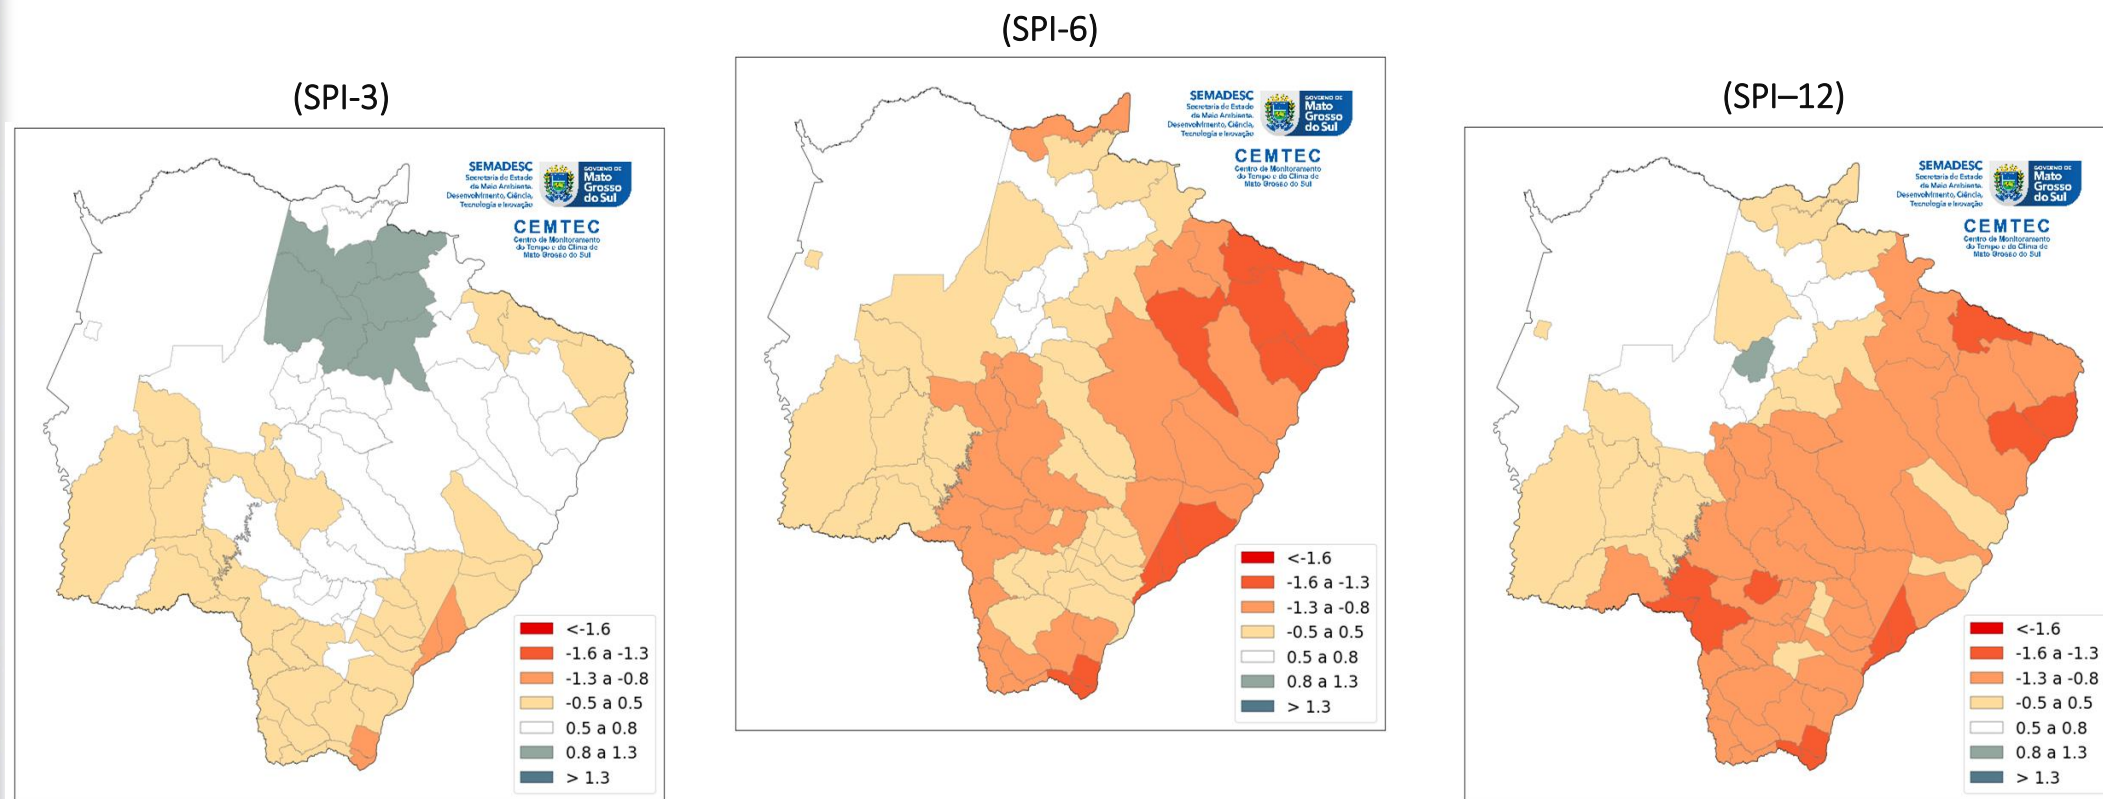 (SPI-3)
SEMADESC
Secretaria de Estado
de Meio Ambiente,
Desenvolvimento, Ciência,
Tecnologia e Inovação
GOVERNO DE
Mato
Grosso
do Sul
CEMTEC
Centro de Monitoramento
do Tempo e do Clima de
Mato Grosso do Sul
<-1.6
-1.6 a -1.3
-1.3 a -0.8
-0.5 a 0.5
0.5 a 0.8
0.8 a 1.3
> 1.3
(SPI-6)
SEMADESC
Secretaria de Estado
de Meio Ambiente,
Desenvolvimento, Ciência,
Tecnologia e Inovação
GOVERNO DE
Mato
Grosso
do Sul
CEMTEC
Centro de Monitoramento
do Tempo e do Clima de
Mato Grosso do Sul
<-1.6
-1.6 a -1.3
-1.3 a -0.8
-0.5 a 0.5
0.5 a 0.8
0.8 a 1.3
> 1.3
(SPI–12)
SEMADESC
Secretaria de Estado
de Meio Ambiente,
Desenvolvimento, Ciência,
Tecnologia e Inovação
GOVERNO DE
Mato
Grosso
do Sul
CEMTEC
Centro de Monitoramento
do Tempo e do Clima de
Mato Grosso do Sul
<-1.6
-1.6 a -1.3
-1.3 a -0.8
-0.5 a 0.5
0.5 a 0.8
0.8 a 1.3
> 1.3